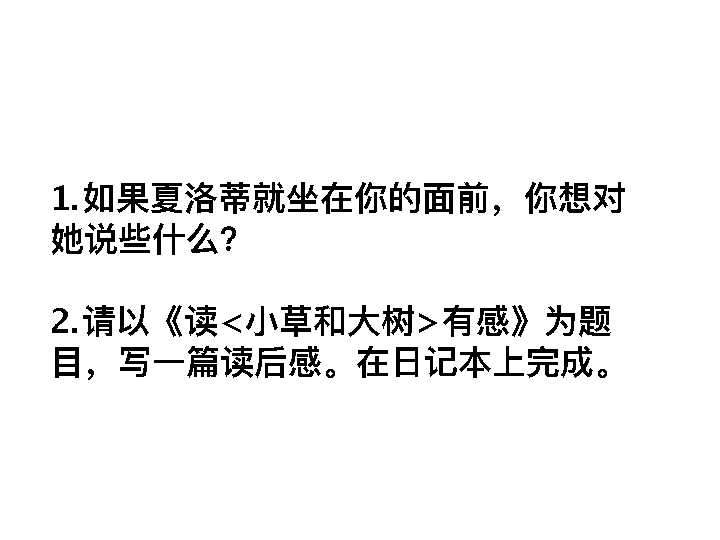 1.如果夏洛蒂就坐在你的面前，你想对
她说些什么？
2.请以《读<小草和大树>有感》为题
目，写一篇读后感。在日记本上完成。